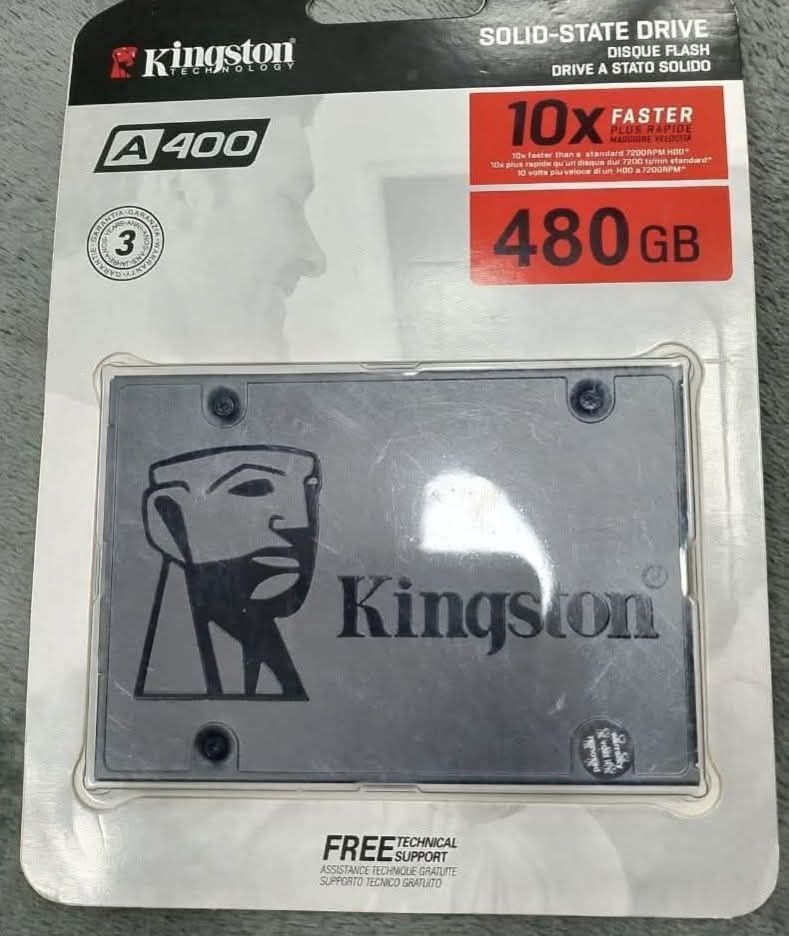 Kingston
TECHNOLOGY
SOLID-STATE DRIVE
DISQUE FLASH
DRIVE A STATO SOLIDO
A400
10x FASTER
PLUS RAPIDE
MAGGIORE VELOCITÀ
10x faster than a standard 7200RPM HDD*
10x plus rapide qu'un disque dur 7200 tr/min standard*
10 volte più veloce di un HDD a 7200RPM*
3
480 GB
Kingston®
FREE TECHNICAL
SUPPORT
ASSISTANCE TECHNIQUE GRATUITE
SUPPORTO TECNICO GRATUITO